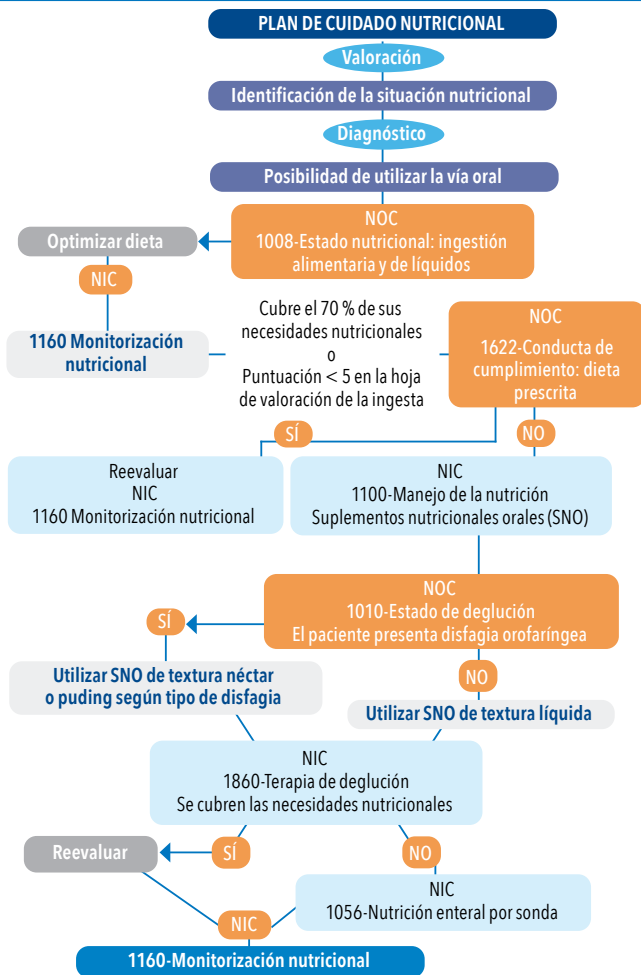 PLAN DE CUIDADO NUTRICIONAL
Valoración
Identificación de la situación nutricional
Diagnóstico
Posibilidad de utilizar la vía oral
NOC
1008-Estado nutricional: ingestión
alimentaria y de líquidos
Optimizar dieta
NIC
1160 Monitorización
nutricional
Cubre el 70 % de sus
necesidades nutricionales
o
Puntuación < 5 en la hoja
de valoración de la ingesta
NOC
1622-Conducta de
cumplimiento: dieta
prescrita
SÍ
NO
Reevaluar
NIC
1160 Monitorización nutricional
NIC
1100-Manejo de la nutrición
Suplementos nutricionales orales (SNO)
NOC
1010-Estado de deglución
El paciente presenta disfagia orofaríngea
SÍ
NO
Utilizar SNO de textura néctar
o puding según tipo de disfagia
Utilizar SNO de textura líquida
NIC
1860-Terapia de deglución
Se cubren las necesidades nutricionales
Reevaluar
SÍ
NO
NIC
1056-Nutrición enteral por sonda
NIC
1160-Monitorización nutricional